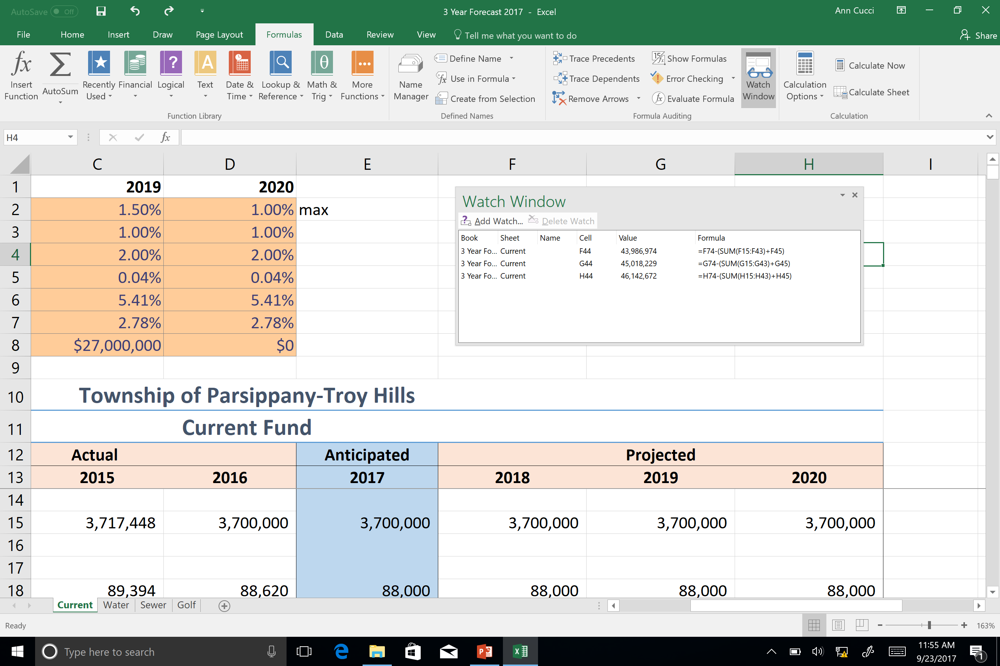 AutoSave Off
3 Year Forecast 2017 - Excel
Ann Cucci
File Home Insert Draw Page Layout Formulas Data Review View Tell me what you want to do Share
Insert Function
AutoSum
Recently Used
Financial
Logical
Text
Date & Time
Lookup & Reference
Math & Trig
More Functions
Function Library
Name Manager
Define Name
Use in Formula
Create from Selection
Defined Names
Trace Precedents
Trace Dependents
Remove Arrows
Show Formulas
Error Checking
Evaluate Formula
Formula Auditing
Watch Window
Calculation Options
Calculate Now
Calculate Sheet
Calculation
H4 fx
C D E F G H I
1 2019 2020
2 1.50% 1.00% max
3 1.00% 1.00%
4 2.00% 2.00%
5 0.04% 0.04%
6 5.41% 5.41%
7 2.78% 2.78%
8 $27,000,000 $0
9
Watch Window
Add Watch... Delete Watch
Book Sheet Name Cell Value Formula
3 Year Fo... Current F44 43,986,974 =F74-(SUM(F15:F43)+F45)
3 Year Fo... Current G44 45,018,229 =G74-(SUM(G15:G43)+G45)
3 Year Fo... Current H44 46,142,672 =H74-(SUM(H15:H43)+H45)
10 Township of Parsippany-Troy Hills
11 Current Fund
12 Actual Anticipated Projected
13 2015 2016 2017 2018 2019 2020
14
15 3,717,448 3,700,000 3,700,000 3,700,000 3,700,000 3,700,000
16
17
18 89,394 88,620 88,000 88,000 88,000 88,000
Current Water Sewer Golf
Ready
163%
Type here to search
11:55 AM
9/23/2017
1